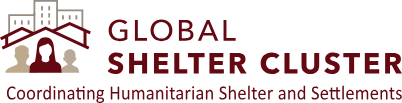 GLOBAL
SHELTER CLUSTER
Coordinating Humanitarian Shelter and Settlements